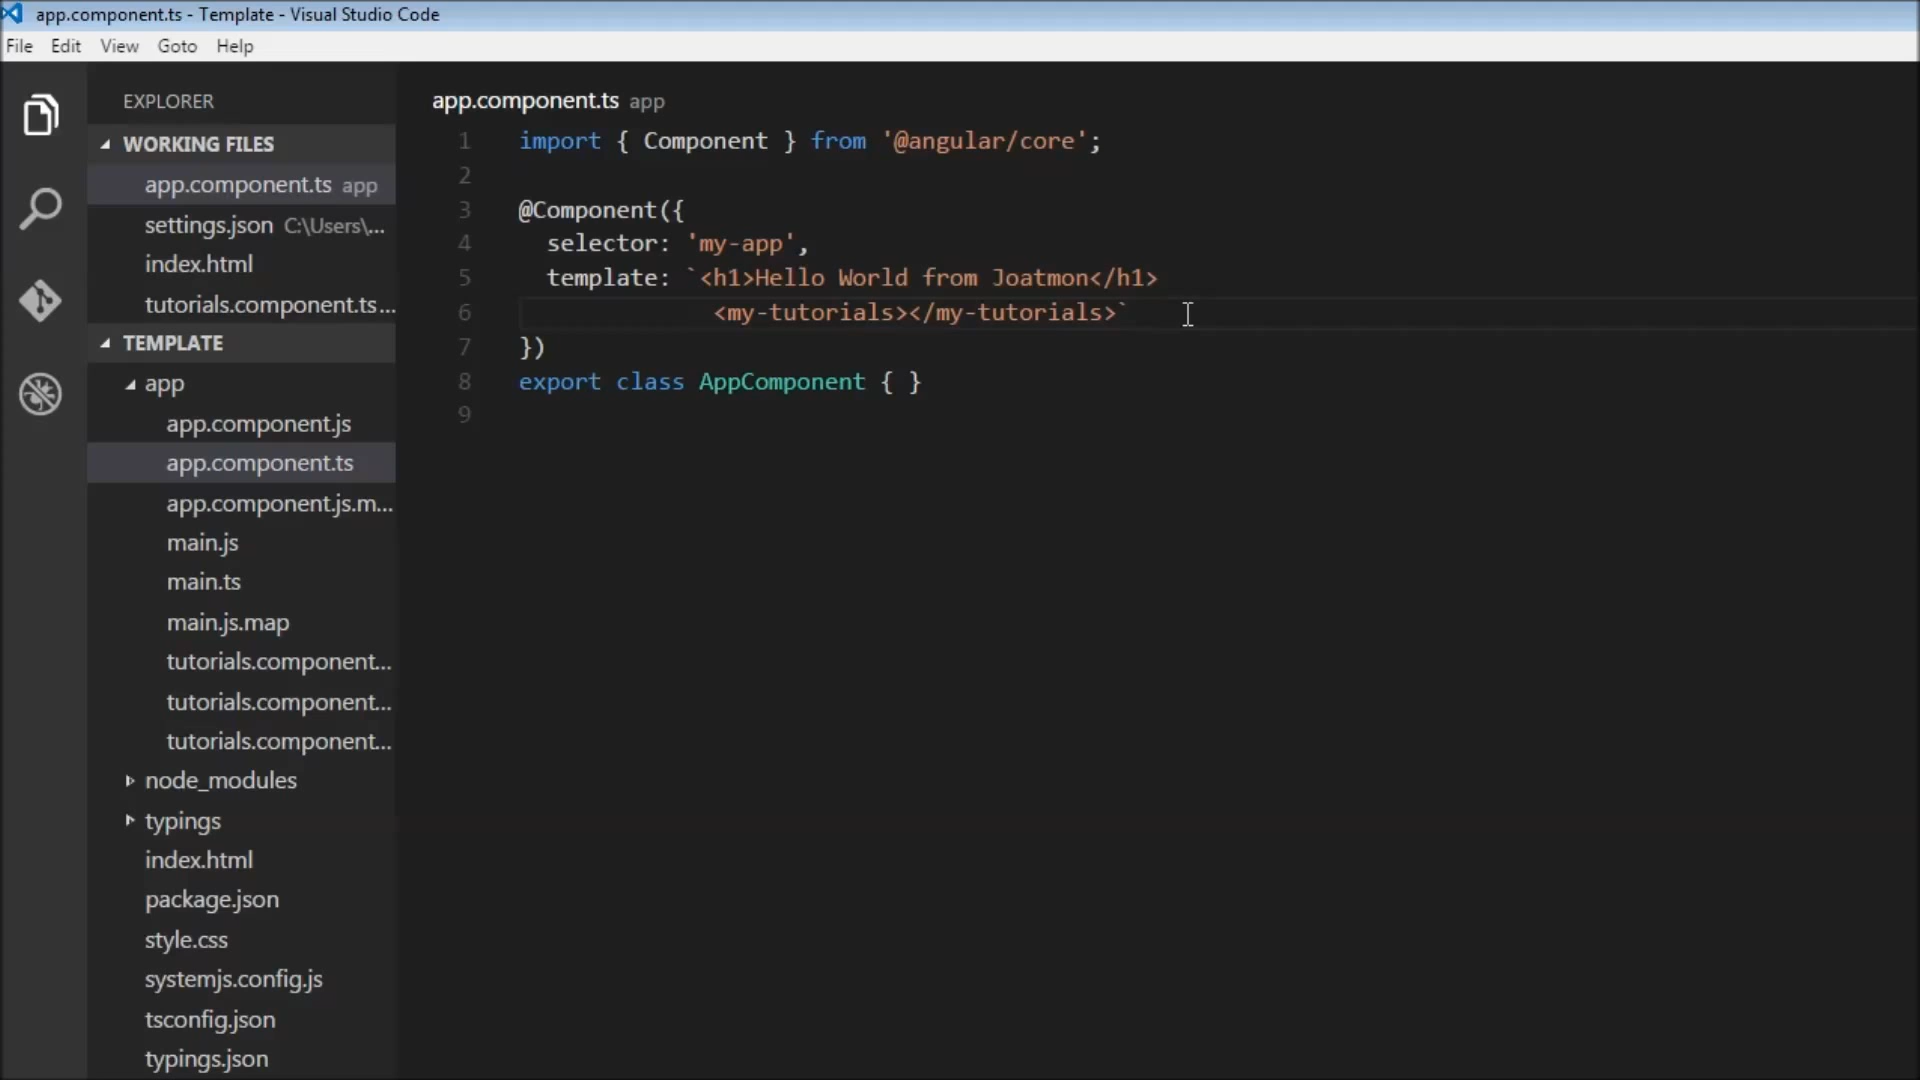 app.component.ts - Template - Visual Studio Code
File Edit View Goto Help
EXPLORER
WORKING FILES
app.component.ts app
settings.json C:\Users\...
index.html
tutorials.component.ts...
TEMPLATE
app
app.component.js
app.component.ts
app.component.js.m...
main.js
main.ts
main.js.map
tutorials.component...
tutorials.component...
tutorials.component...
node_modules
typings
index.html
package.json
style.css
systemjs.config.js
tsconfig.json
typings.json
app.component.ts app
1 import { Component } from '@angular/core';
2
3 @Component({
4 selector: 'my-app',
5 template: `<h1>Hello World from Joatmon</h1>
6 <my-tutorials></my-tutorials>`
7 })
8 export class AppComponent { }
9